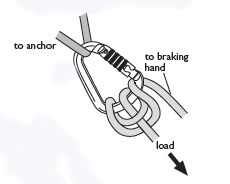 to anchor
to braking
hand
load